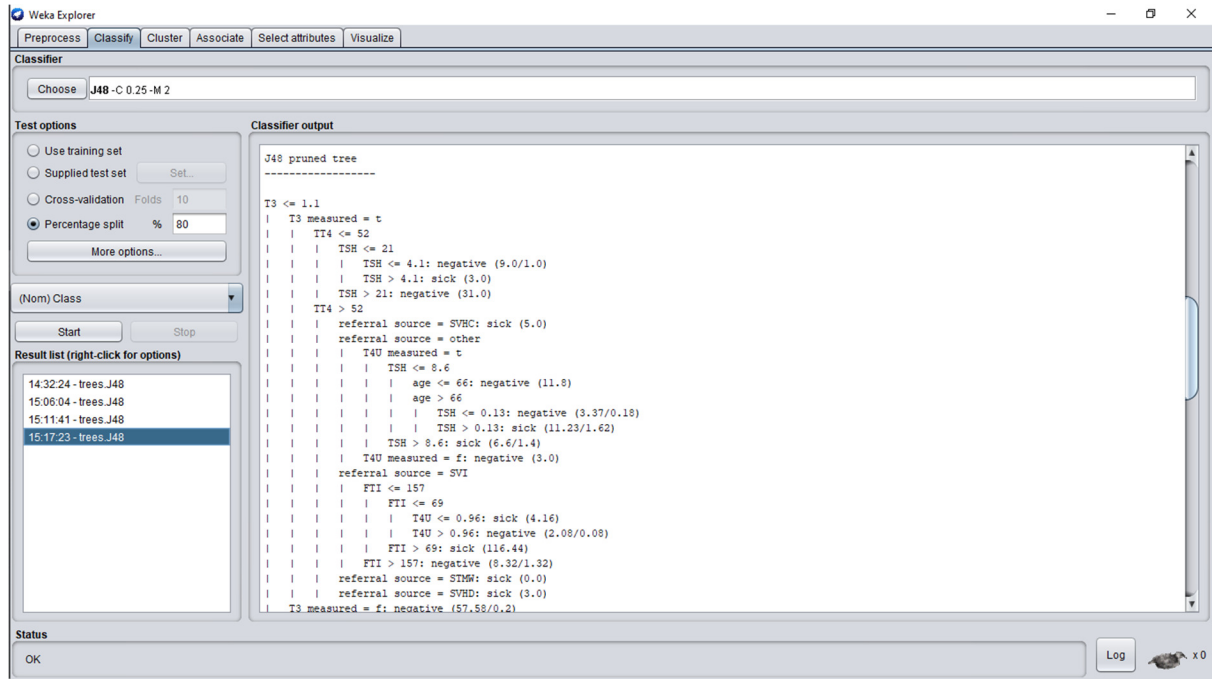 Weka Explorer
Preprocess Classify Cluster Associate Select attributes Visualize
Classifier
Choose J48 -C 0.25 -M 2
Test options
Use training set
Supplied test set Set...
Cross-validation Folds 10
Percentage split % 80
More options...
(Nom) Class
Start Stop
Result list (right-click for options)
14:32:24 - trees.J48
15:06:04 - trees.J48
15:11:41 - trees.J48
15:17:23 - trees.J48
Classifier output
J48 pruned tree
------------------
T3 <= 1.1
|   T3 measured = t
|   |   TT4 <= 52
|   |   |   TSH <= 21
|   |   |   |   TSH <= 4.1: negative (9.0/1.0)
|   |   |   |   TSH > 4.1: sick (3.0)
|   |   |   TSH > 21: negative (31.0)
|   |   TT4 > 52
|   |   |   referral source = SVHC: sick (5.0)
|   |   |   referral source = other
|   |   |   |   T4U measured = t
|   |   |   |   |   TSH <= 8.6
|   |   |   |   |   |   age <= 66: negative (11.8)
|   |   |   |   |   |   age > 66
|   |   |   |   |   |   |   TSH <= 0.13: negative (3.37/0.18)
|   |   |   |   |   |   |   TSH > 0.13: sick (11.23/1.62)
|   |   |   |   |   TSH > 8.6: sick (6.6/1.4)
|   |   |   |   T4U measured = f: negative (3.0)
|   |   |   referral source = SVI
|   |   |   |   FTI <= 157
|   |   |   |   |   FTI <= 69
|   |   |   |   |   |   T4U <= 0.96: sick (4.16)
|   |   |   |   |   |   T4U > 0.96: negative (2.08/0.08)
|   |   |   |   |   FTI > 69: sick (116.44)
|   |   |   |   FTI > 157: negative (8.32/1.32)
|   |   |   referral source = STMW: sick (0.0)
|   |   |   referral source = SVHD: sick (3.0)
|   T3 measured = f: negative (57.58/0.2)
Status
OK
Log x 0